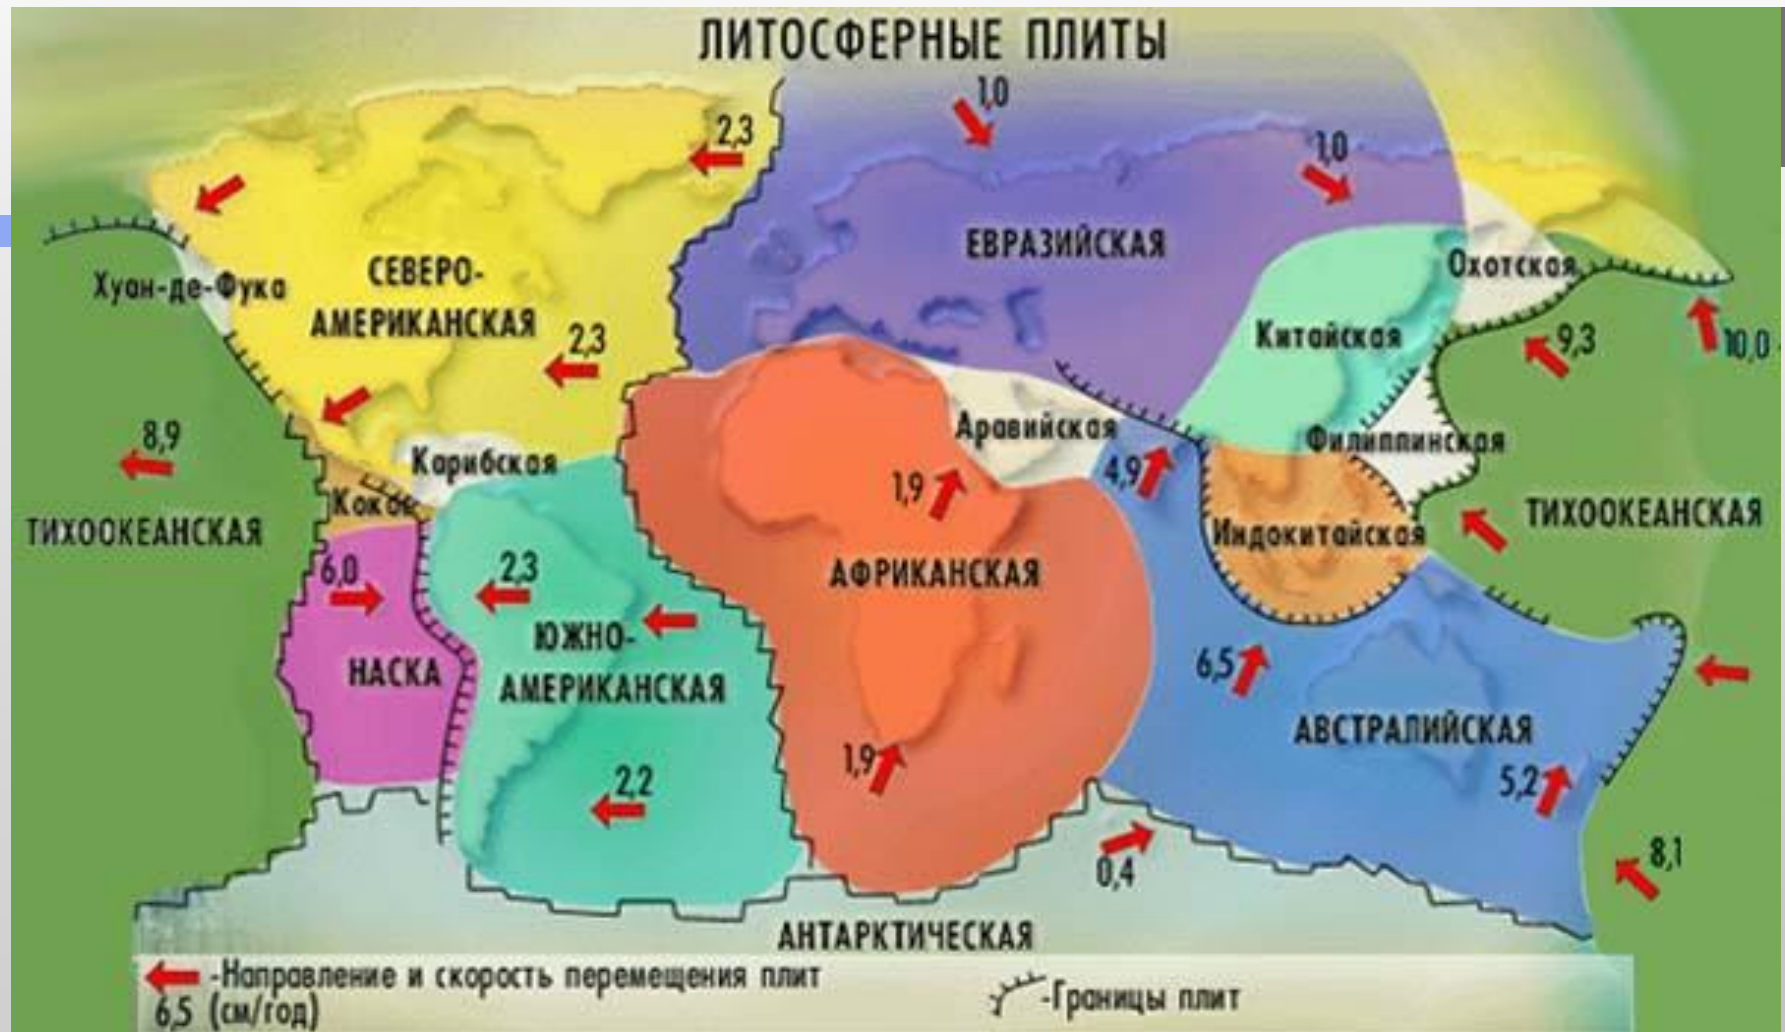 ЛИТОСФЕРНЫЕ ПЛИТЫ
1,0
2,3
1,0
ЕВРАЗИЙСКАЯ
Охотская
Хуан-де-Фука
СЕВЕРО-
АМЕРИКАНСКАЯ
2,3
Китайская
9,3
10,0
8,9
Карибская
Аравийская
Филиппинская
4,9
1,9
Кокос
ТИХООКЕАНСКАЯ
ТИХООКЕАНСКАЯ
Индокитайская
6,0
2,3
АФРИКАНСКАЯ
ЮЖНО-
АМЕРИКАНСКАЯ
НАСКА
6,5
АВСТРАЛИЙСКАЯ
1,9
2,2
5,2
0,4
8,1
АНТАРКТИЧЕСКАЯ
-Направление и скорость перемещения плит
6,5 (см/год)
-Границы плит